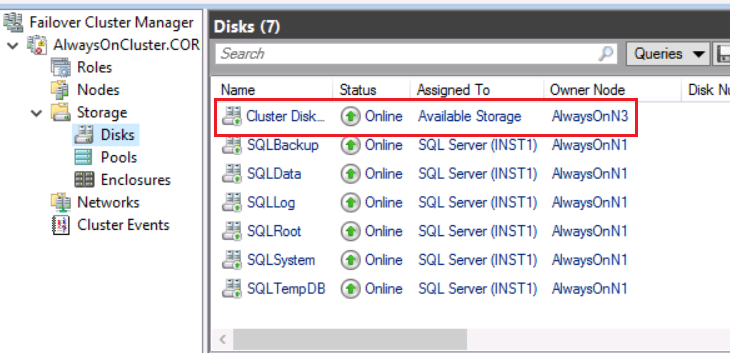 Failover Cluster Manager
AlwaysOnCluster.COR
Roles
Nodes
Storage
Disks
Pools
Enclosures
Networks
Cluster Events
Disks (7)
Search
Queries
Name Status Assigned To Owner Node Disk Nu
Cluster Disk... Online Available Storage AlwaysOnN3
SQLBackup Online SQL Server (INST1) AlwaysOnN1
SQLData Online SQL Server (INST1) AlwaysOnN1
SQLLog Online SQL Server (INST1) AlwaysOnN1
SQLRoot Online SQL Server (INST1) AlwaysOnN1
SQLSystem Online SQL Server (INST1) AlwaysOnN1
SQLTempDB Online SQL Server (INST1) AlwaysOnN1